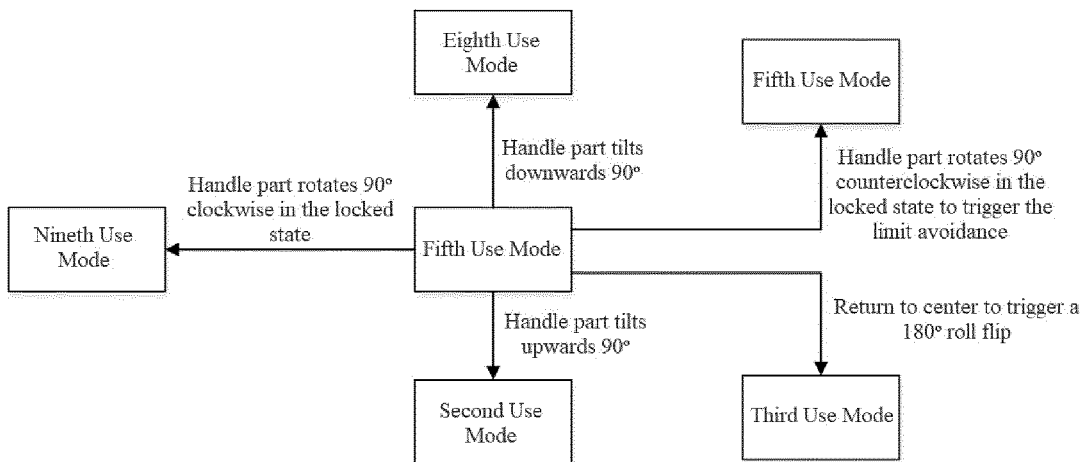 Eighth Use
Mode
Fifth Use Mode
Handle part tilts
downwards 90°
Handle part rotates 90°
counterclockwise in the
locked state to trigger the
limit avoidance
Handle part rotates 90°
clockwise in the locked
state
Nineth Use
Mode
Fifth Use Mode
Handle part tilts
upwards 90°
Return to center to trigger a
180° roll flip
Second Use
Mode
Third Use Mode